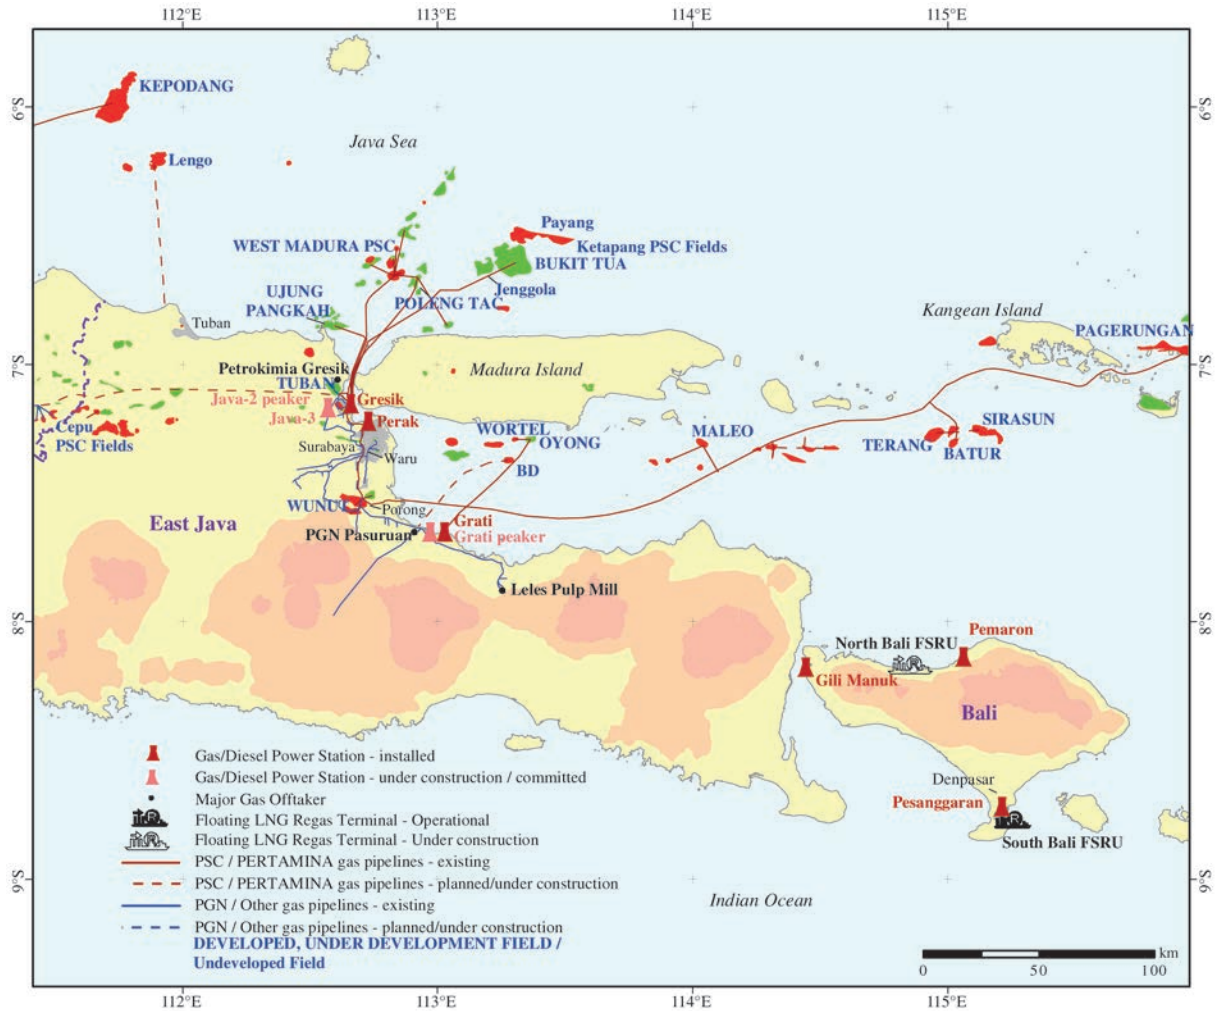 112°E 113°E 114°E 115°E
6°S 6°S
KEPODANG
Java Sea
Lengo
Payang
WEST MADURA PSC
Ketapang PSC Fields
BUKIT TUA
Jenggola
UJUNG
PANGKAH
POLENG TAC
Kangean Island
Tuban
PAGERUNGAN
7°S 7°S
Petrokimia Gresik
Madura Island
TUBAN
Java-2 peaker
Gresik
Java-3
Perak
Cepu
PSC Fields
WORTEL
OYONG
MALEO
SIRASUN
TERANG
BATUR
Surabaya
Waru
BD
WUNUT
Porong
East Java
Grati
PGN Pasuruan
Grati peaker
Leles Pulp Mill
8°S 8°S
Pemaron
North Bali FSRU
Gili Manuk
Bali
Denpasar
Pesanggaran
South Bali FSRU
Gas/Diesel Power Station - installed
Gas/Diesel Power Station - under construction / committed
Major Gas Offtaker
R Floating LNG Regas Terminal - Operational
R Floating LNG Regas Terminal - Under construction
PSC / PERTAMINA gas pipelines - existing
PSC / PERTAMINA gas pipelines - planned/under construction
PGN / Other gas pipelines - existing
PGN / Other gas pipelines - planned/under construction
DEVELOPED, UNDER DEVELOPMENT FIELD /
Undeveloped Field
9°S 9°S
Indian Ocean
km
0 50 100
112°E 113°E 114°E 115°E